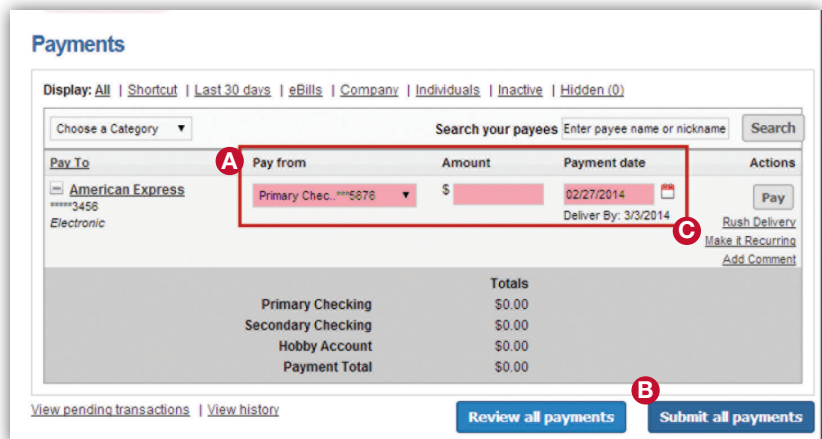 Payments
Display: All | Shortcut | Last 30 days | eBills | Company | Individuals | Inactive | Hidden (0)
Choose a Category ▼ Search your payees Enter payee name or nickname Search
A
Pay To Pay from Amount Payment date Actions
American Express Primary Chec..***5678 ▼ $ 02/27/2014 Pay
*****3456 Deliver By: 3/3/2014
Electronic C Rush Delivery
Make it Recurring
Add Comment
Totals
Primary Checking $0.00
Secondary Checking $0.00
Hobby Account $0.00
Payment Total $0.00
B
View pending transactions | View history Review all payments Submit all payments